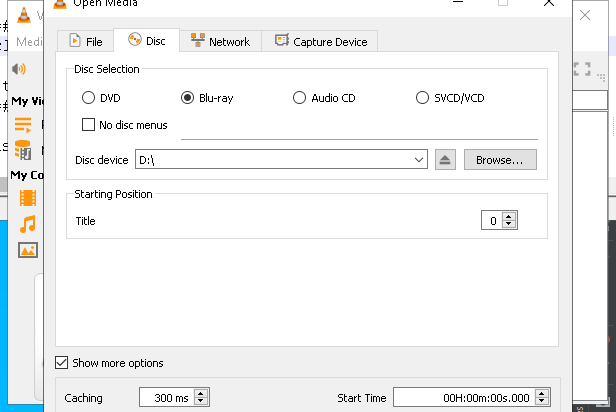 Open Media
Medi
File
Disc
Network
Capture Device
Disc Selection
My Vi
DVD
Blu-ray
Audio CD
SVCD/VCD
No disc menus
Disc device
D:\
Browse...
My Co
Starting Position
Title
0
Show more options
Caching
300 ms
Start Time
00H:00m:00s.000